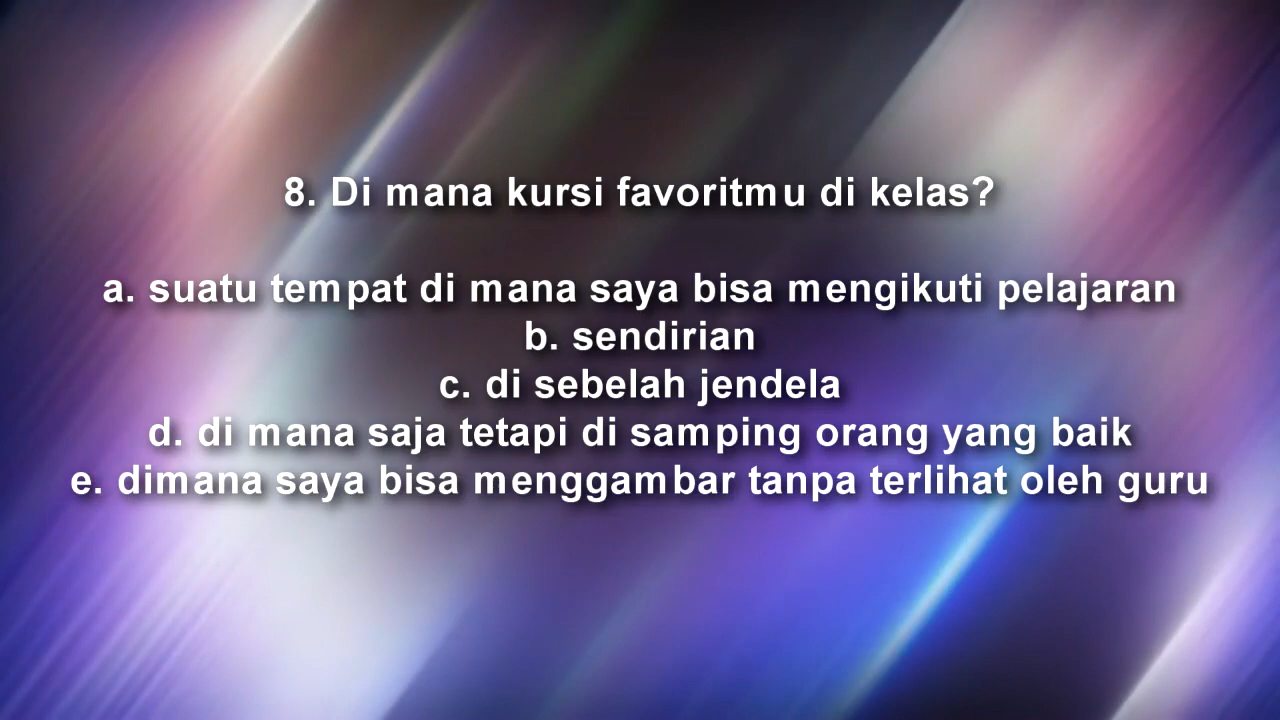 8. Di mana kursi favoritmu di kelas?
a. suatu tempat di mana saya bisa mengikuti pelajaran
b. sendirian
c. di sebelah jendela
d. di mana saja tetapi di samping orang yang baik
e. dimana saya bisa menggambar tanpa terlihat oleh guru